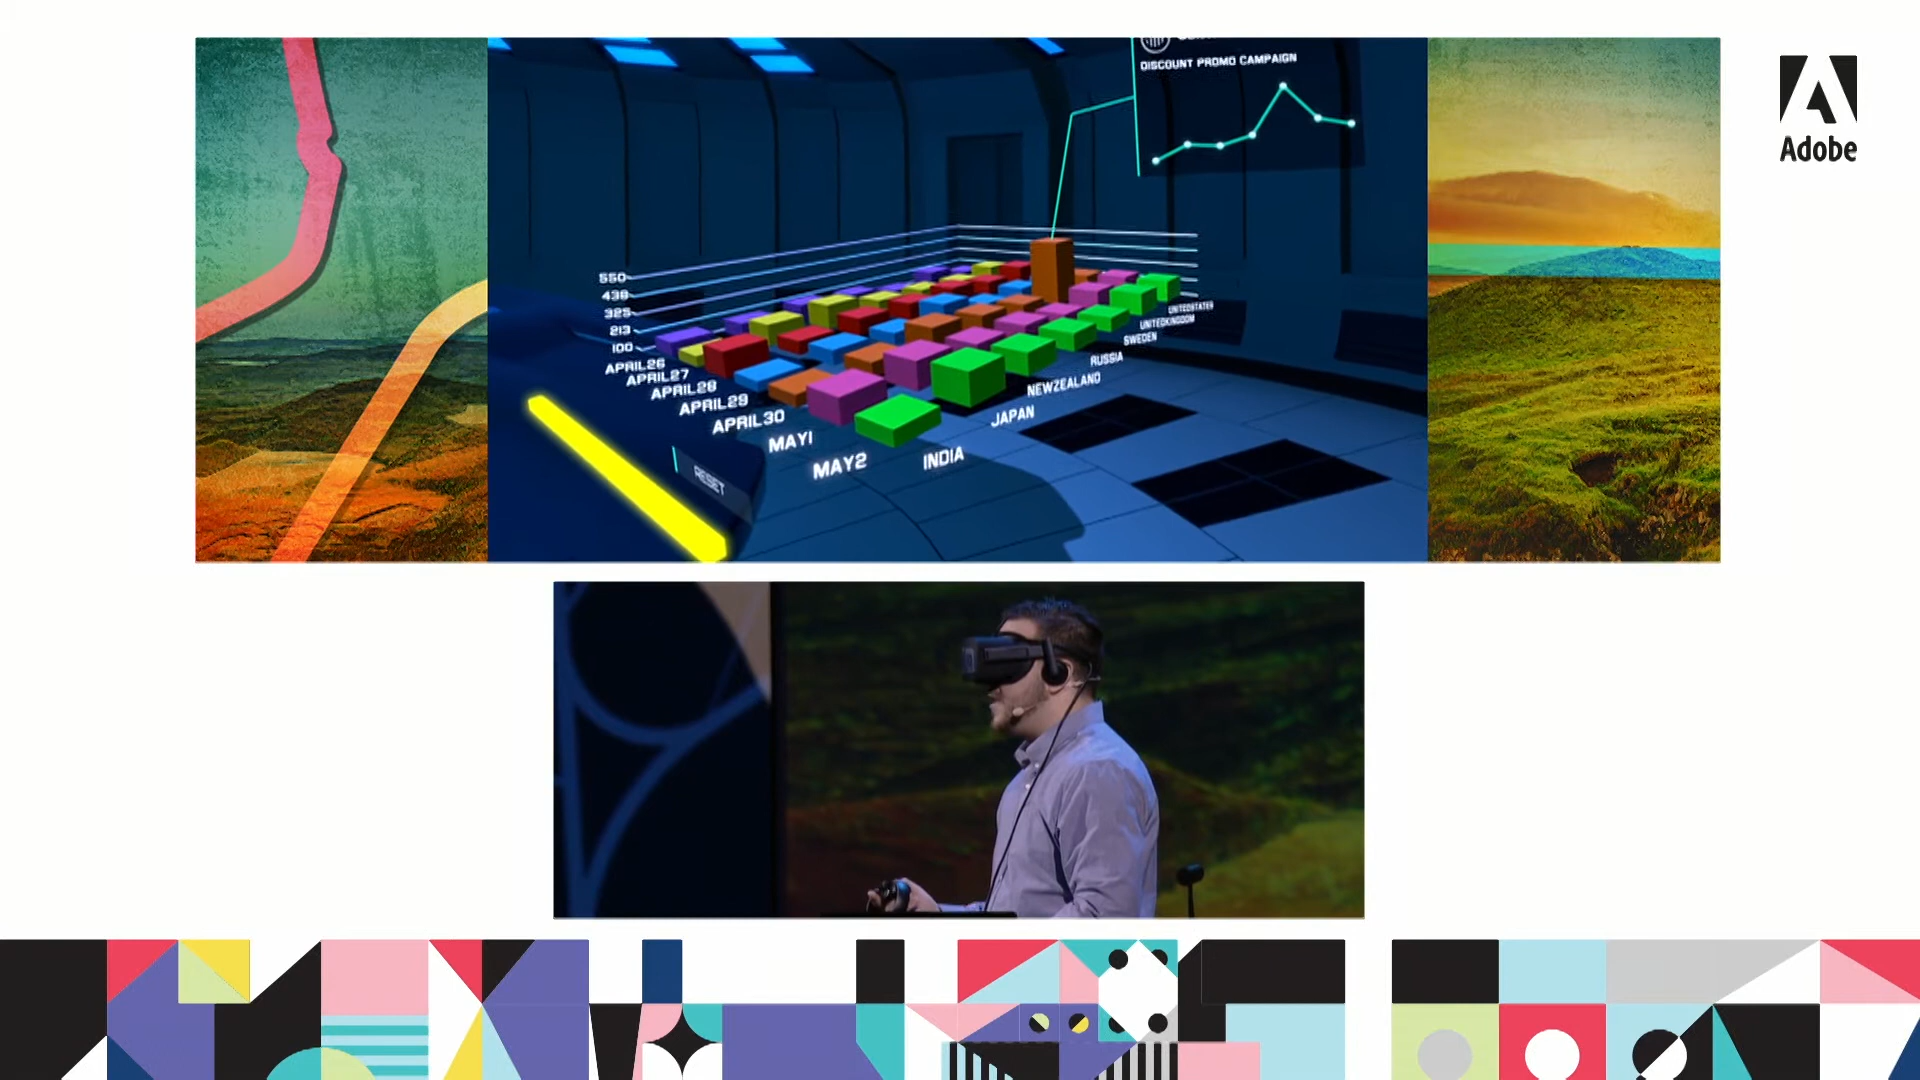 DISCOUNT PROMO CAMPAIGN
Adobe
550
438
325
213
100
APRIL26
APRIL27
APRIL28
APRIL29
APRIL30
MAY1
MAY2
INDIA
JAPAN
NEWZEALAND
RUSSIA
SWEDEN
UNITEDKINGDOM
UNITEDSTATES
RESET